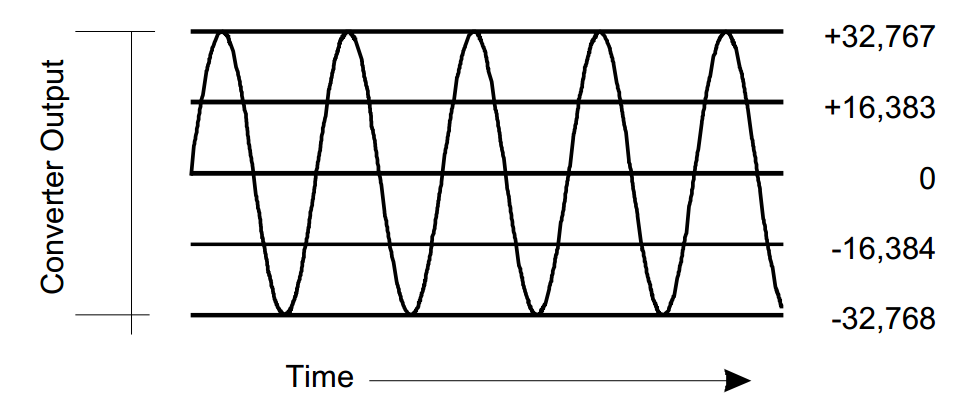 Converter Output
+32,767
+16,383
0
-16,384
-32,768
Time